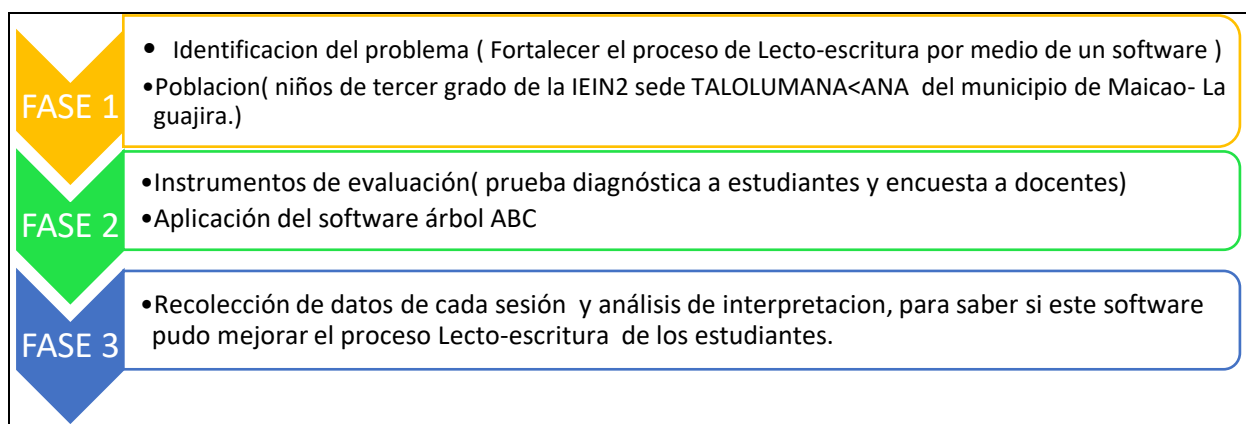 FASE 1
• Identificacion del problema ( Fortalecer el proceso de Lecto-escritura por medio de un software )
•Poblacion( niños de tercer grado de la IEIN2 sede TALOLUMANA<ANA del municipio de Maicao- La
guajira.)
FASE 2
•Instrumentos de evaluación( prueba diagnóstica a estudiantes y encuesta a docentes)
•Aplicación del software árbol ABC
FASE 3
•Recolección de datos de cada sesión y análisis de interpretacion, para saber si este software
pudo mejorar el proceso Lecto-escritura de los estudiantes.